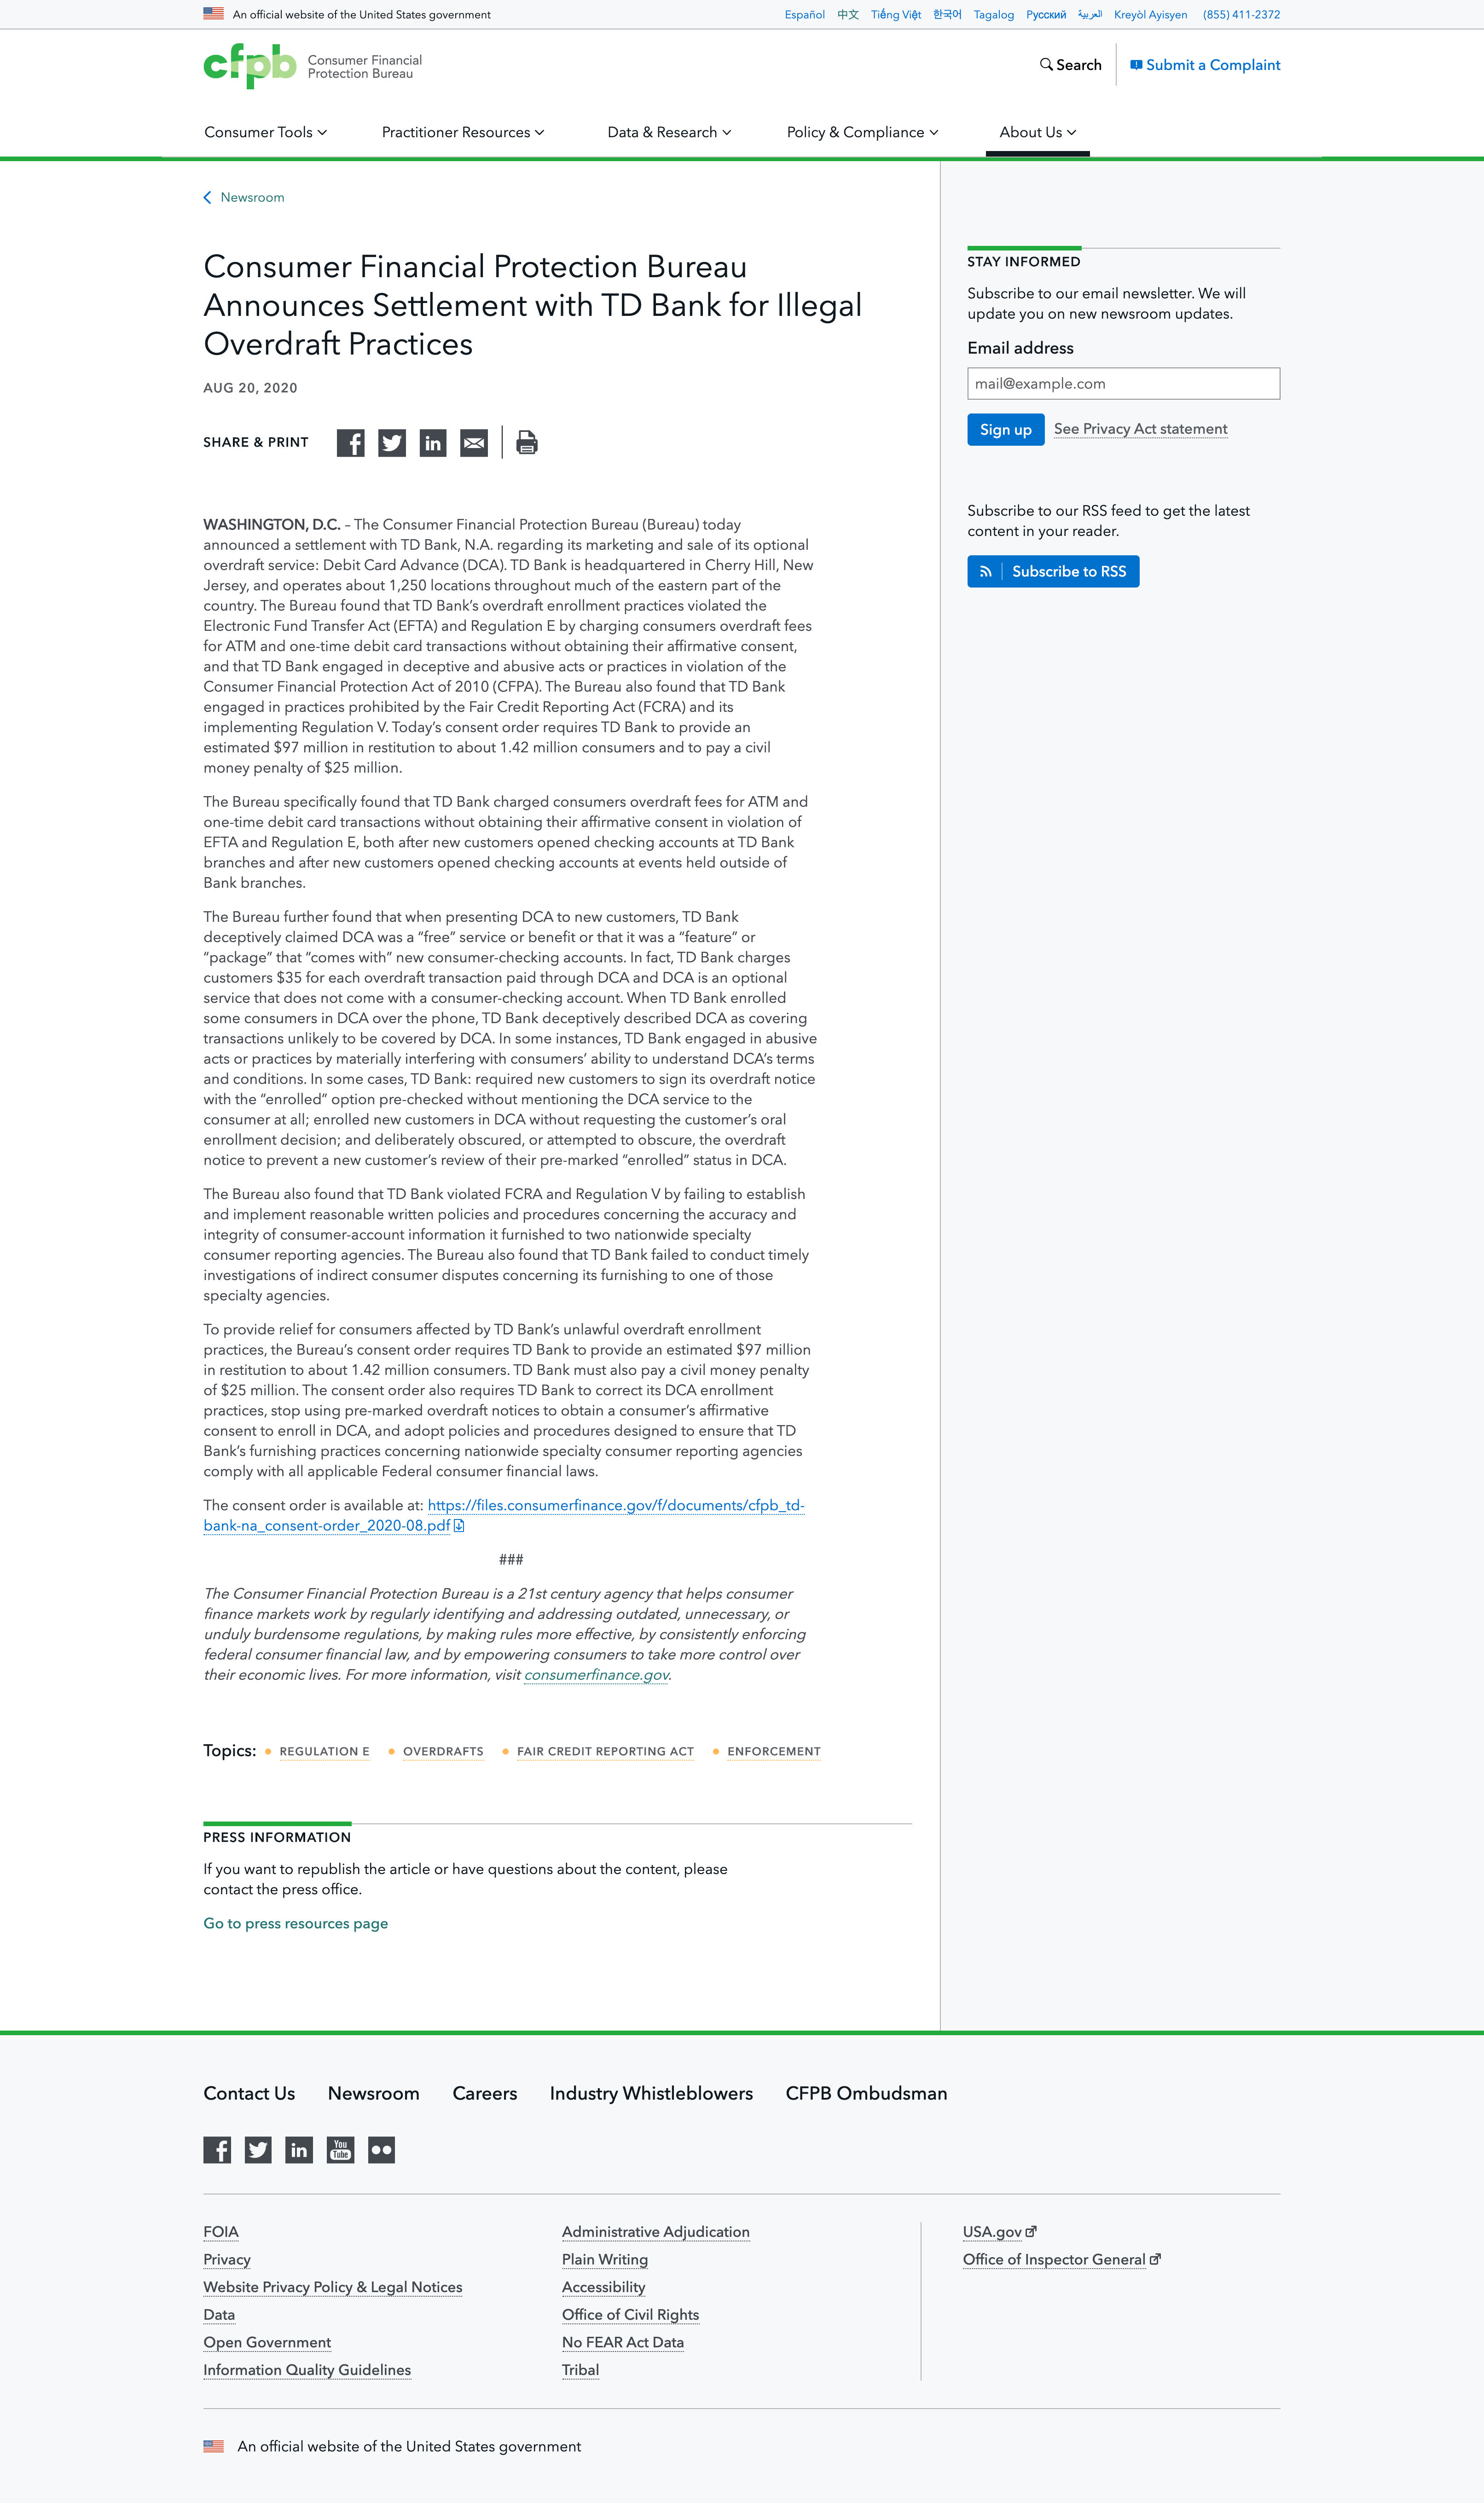 An official website of the United States government
Español 中文 Tiếng Việt 한국어 Tagalog Pусский العربية Kreyòl Ayisyen (855) 411-2372
cfpb Consumer Financial
Protection Bureau
Search
Submit a Complaint
Consumer Tools Practitioner Resources Data & Research Policy & Compliance About Us
Newsroom
Consumer Financial Protection Bureau
Announces Settlement with TD Bank for Illegal
Overdraft Practices
AUG 20, 2020
SHARE & PRINT
WASHINGTON, D.C. – The Consumer Financial Protection Bureau (Bureau) today
announced a settlement with TD Bank, N.A. regarding its marketing and sale of its optional
overdraft service: Debit Card Advance (DCA). TD Bank is headquartered in Cherry Hill, New
Jersey, and operates about 1,250 locations throughout much of the eastern part of the
country. The Bureau found that TD Bank’s overdraft enrollment practices violated the
Electronic Fund Transfer Act (EFTA) and Regulation E by charging consumers overdraft fees
for ATM and one-time debit card transactions without obtaining their affirmative consent,
and that TD Bank engaged in deceptive and abusive acts or practices in violation of the
Consumer Financial Protection Act of 2010 (CFPA). The Bureau also found that TD Bank
engaged in practices prohibited by the Fair Credit Reporting Act (FCRA) and its
implementing Regulation V. Today’s consent order requires TD Bank to provide an
estimated $97 million in restitution to about 1.42 million consumers and to pay a civil
money penalty of $25 million.
The Bureau specifically found that TD Bank charged consumers overdraft fees for ATM and
one-time debit card transactions without obtaining their affirmative consent in violation of
EFTA and Regulation E, both after new customers opened checking accounts at TD Bank
branches and after new customers opened checking accounts at events held outside of
Bank branches.
The Bureau further found that when presenting DCA to new customers, TD Bank
deceptively claimed DCA was a “free” service or benefit or that it was a “feature” or
“package” that “comes with” new consumer-checking accounts. In fact, TD Bank charges
customers $35 for each overdraft transaction paid through DCA and DCA is an optional
service that does not come with a consumer-checking account. When TD Bank enrolled
some consumers in DCA over the phone, TD Bank deceptively described DCA as covering
transactions unlikely to be covered by DCA. In some instances, TD Bank engaged in abusive
acts or practices by materially interfering with consumers’ ability to understand DCA’s terms
and conditions. In some cases, TD Bank: required new customers to sign its overdraft notice
with the “enrolled” option pre-checked without mentioning the DCA service to the
consumer at all; enrolled new customers in DCA without requesting the customer’s oral
enrollment decision; and deliberately obscured, or attempted to obscure, the overdraft
notice to prevent a new customer’s review of their pre-marked “enrolled” status in DCA.
The Bureau also found that TD Bank violated FCRA and Regulation V by failing to establish
and implement reasonable written policies and procedures concerning the accuracy and
integrity of consumer-account information it furnished to two nationwide specialty
consumer reporting agencies. The Bureau also found that TD Bank failed to conduct timely
investigations of indirect consumer disputes concerning its furnishing to one of those
specialty agencies.
To provide relief for consumers affected by TD Bank’s unlawful overdraft enrollment
practices, the Bureau’s consent order requires TD Bank to provide an estimated $97 million
in restitution to about 1.42 million consumers. TD Bank must also pay a civil money penalty
of $25 million. The consent order also requires TD Bank to correct its DCA enrollment
practices, stop using pre-marked overdraft notices to obtain a consumer’s affirmative
consent to enroll in DCA, and adopt policies and procedures designed to ensure that TD
Bank’s furnishing practices concerning nationwide specialty consumer reporting agencies
comply with all applicable Federal consumer financial laws.
The consent order is available at: https://files.consumerfinance.gov/f/documents/cfpb_td-
bank-na_consent-order_2020-08.pdf
###
The Consumer Financial Protection Bureau is a 21st century agency that helps consumer
finance markets work by regularly identifying and addressing outdated, unnecessary, or
unduly burdensome regulations, by making rules more effective, by consistently enforcing
federal consumer financial law, and by empowering consumers to take more control over
their economic lives. For more information, visit consumerfinance.gov.
Topics: REGULATION E OVERDRAFTS FAIR CREDIT REPORTING ACT ENFORCEMENT
PRESS INFORMATION
If you want to republish the article or have questions about the content, please
contact the press office.
Go to press resources page
STAY INFORMED
Subscribe to our email newsletter. We will
update you on new newsroom updates.
Email address
mail@example.com
Sign up See Privacy Act statement
Subscribe to our RSS feed to get the latest
content in your reader.
Subscribe to RSS
Contact Us Newsroom Careers Industry Whistleblowers CFPB Ombudsman
You Tube
FOIA
Privacy
Website Privacy Policy & Legal Notices
Data
Open Government
Information Quality Guidelines
Administrative Adjudication
Plain Writing
Accessibility
Office of Civil Rights
No FEAR Act Data
Tribal
USA.gov
Office of Inspector General
An official website of the United States government